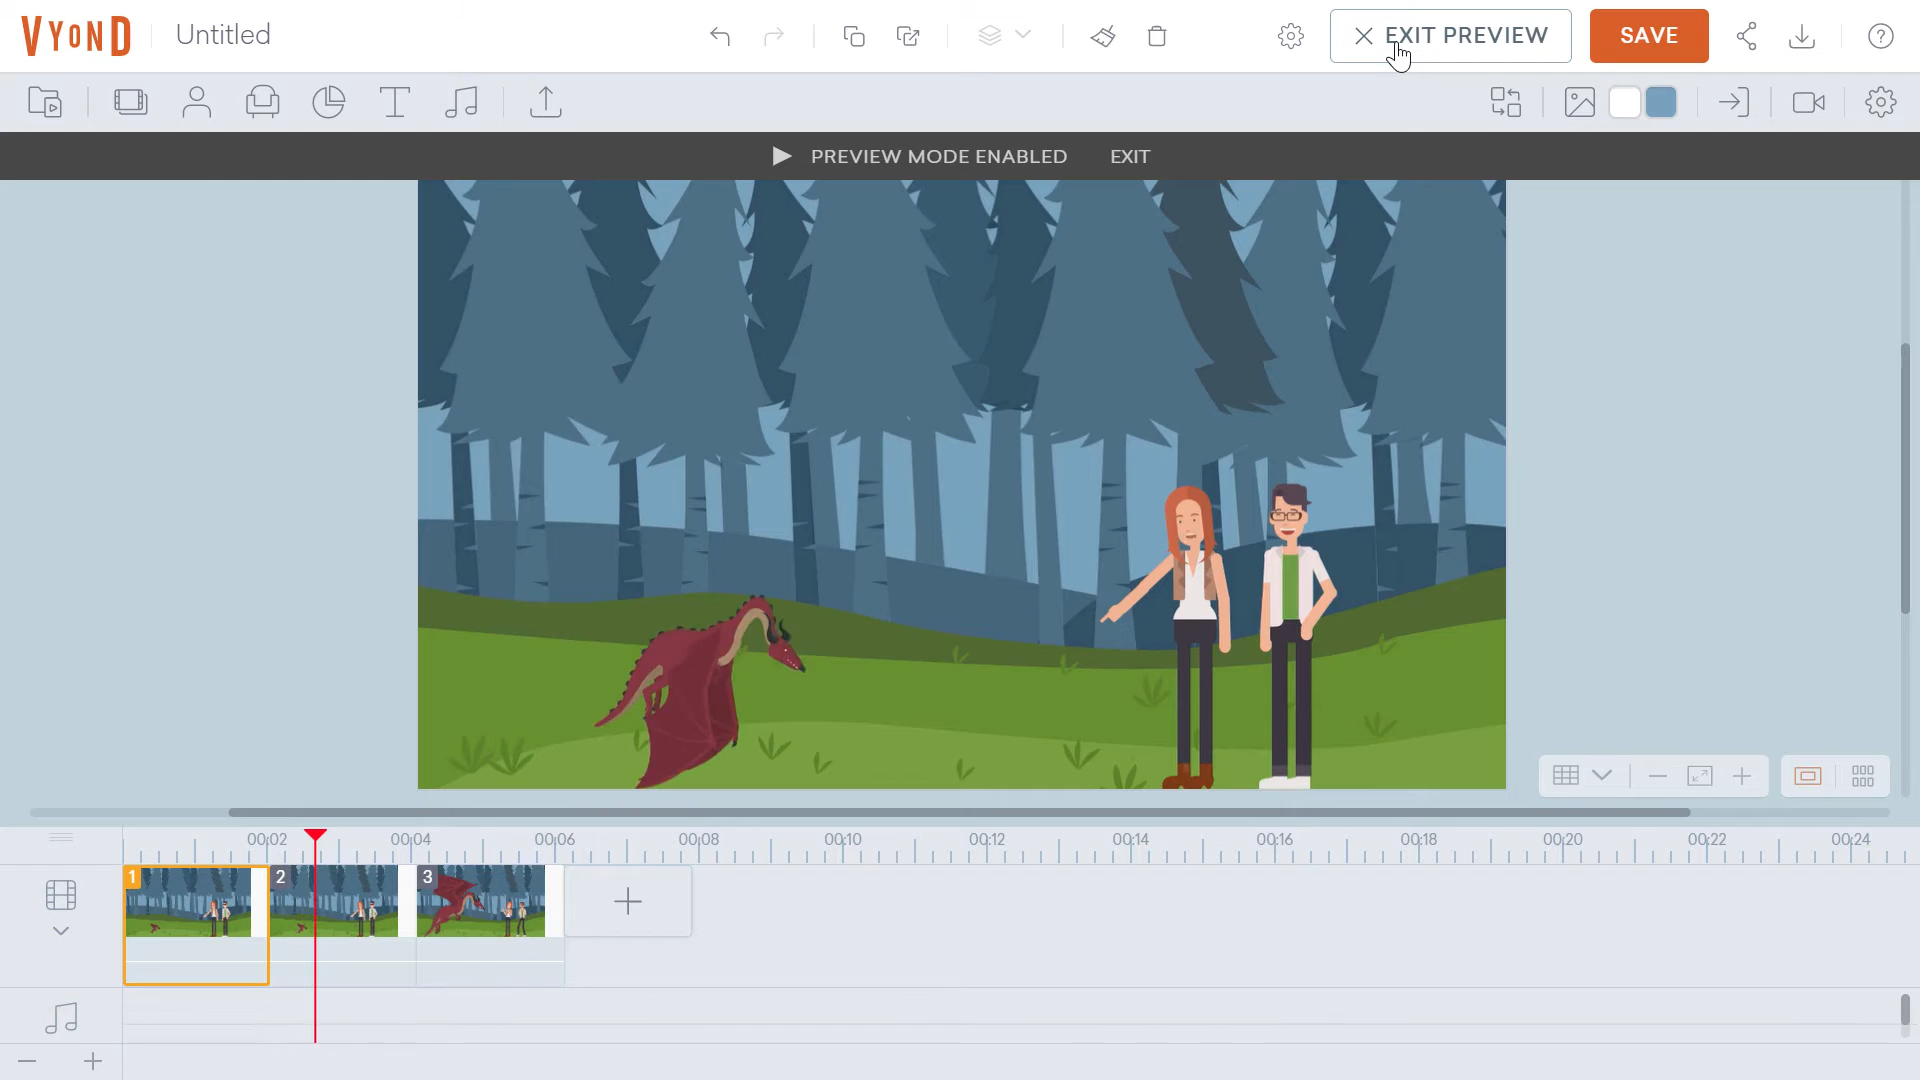 VYOND
Untitled
EXIT PREVIEW
SAVE
PREVIEW MODE ENABLED
EXIT
00:02
00:04
00:06
00:08
00:10
00:12
00:14
00:16
00:18
00:20
00:22
00:24
1
2
3